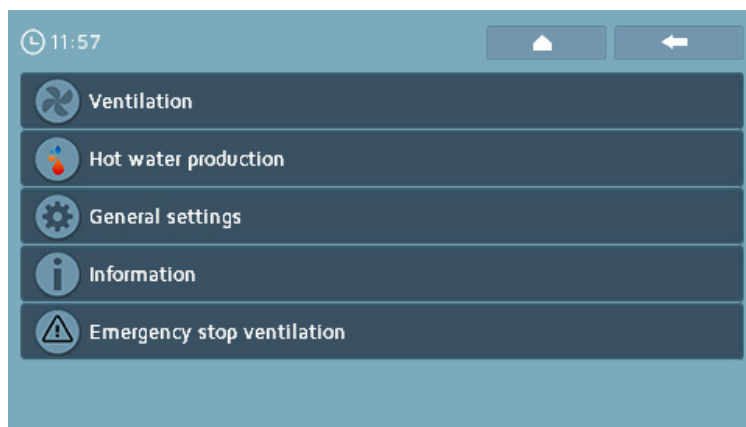 11:57
Ventilation
Hot water production
General settings
Information
Emergency stop ventilation